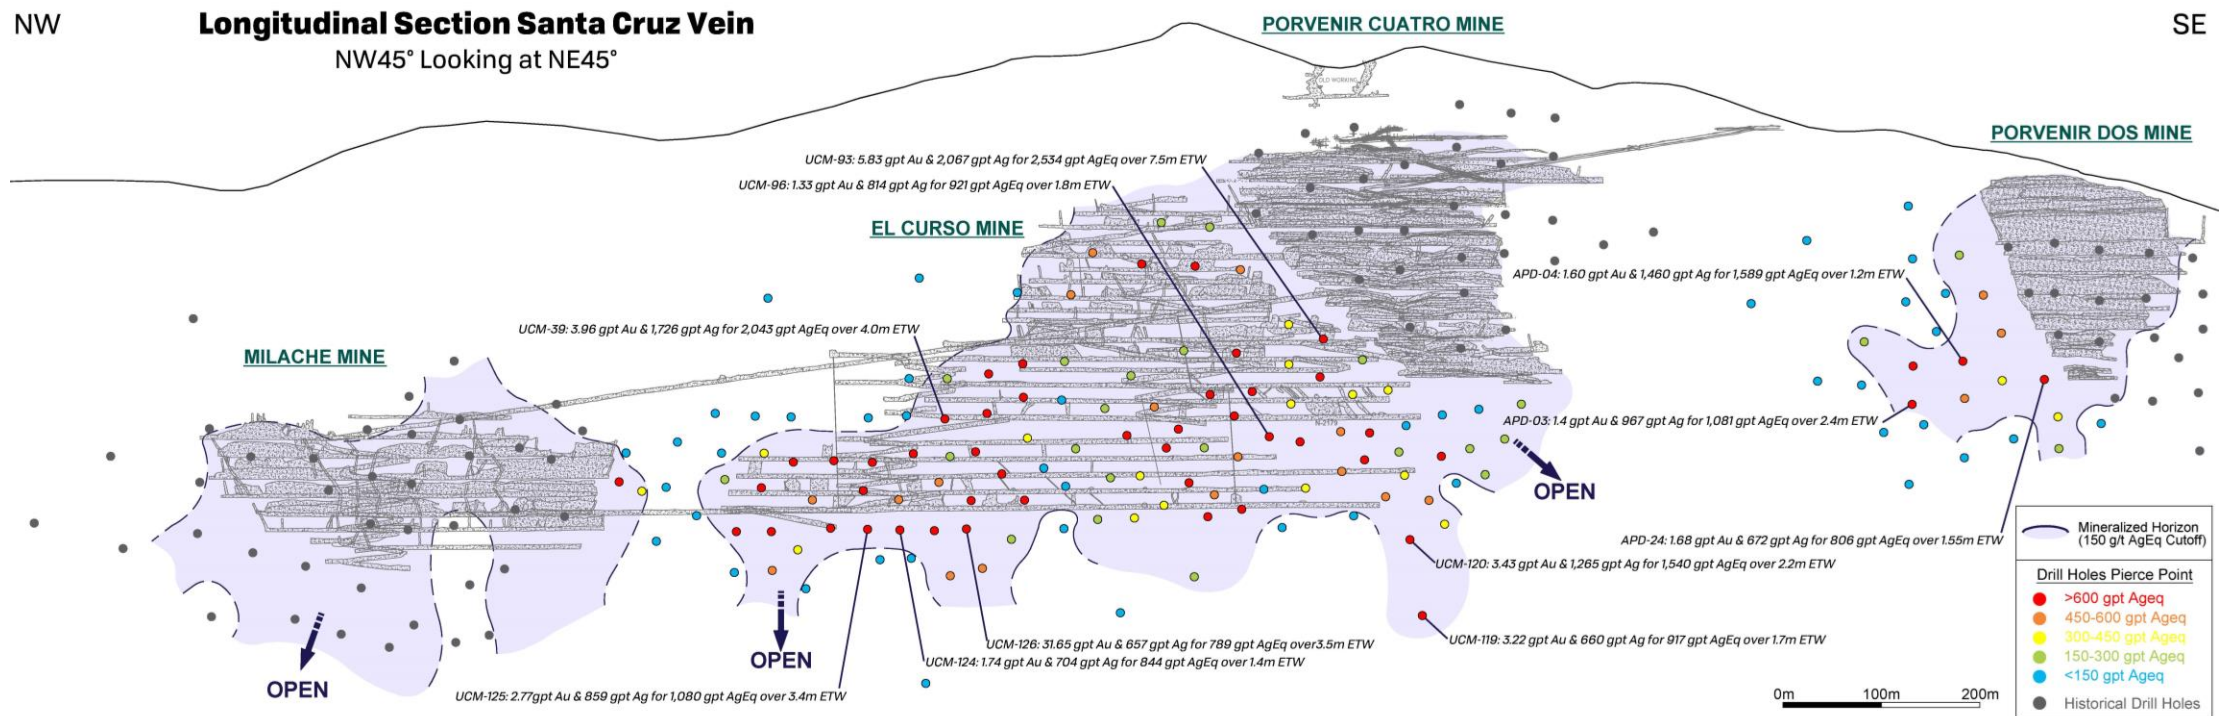 NW
Longitudinal Section Santa Cruz Vein
NW45° Looking at NE45°
PORVENIR CUATRO MINE
SE
OLD WORKING
PORVENIR DOS MINE
UCM-93: 5.83 gpt Au & 2,067 gpt Ag for 2,534 gpt AgEq over 7.5m ETW
UCM-96: 1.33 gpt Au & 814 gpt Ag for 921 gpt AgEq over 1.8m ETW
EL CURSO MINE
APD-04: 1.60 gpt Au & 1,460 gpt Ag for 1,589 gpt AgEq over 1.2m ETW
UCM-39: 3.96 gpt Au & 1,726 gpt Ag for 2,043 gpt AgEq over 4.0m ETW
MILACHE MINE
N-2179
APD-03: 1.4 gpt Au & 967 gpt Ag for 1,081 gpt AgEq over 2.4m ETW
OPEN
APD-24: 1.68 gpt Au & 672 gpt Ag for 806 gpt AgEq over 1.55m ETW
UCM-120: 3.43 gpt Au & 1,265 gpt Ag for 1,540 gpt AgEq over 2.2m ETW
UCM-119: 3.22 gpt Au & 660 gpt Ag for 917 gpt AgEq over 1.7m ETW
UCM-126: 31.65 gpt Au & 657 gpt Ag for 789 gpt AgEq over3.5m ETW
UCM-124: 1.74 gpt Au & 704 gpt Ag for 844 gpt AgEq over 1.4m ETW
OPEN
OPEN
UCM-125: 2.77gpt Au & 859 gpt Ag for 1,080 gpt AgEq over 3.4m ETW
Mineralized Horizon
(150 g/t AgEq Cutoff)
Drill Holes Pierce Point
>600 gpt Ageq
450-600 gpt Ageq
300-450 gpt Ageq
150-300 gpt Ageq
<150 gpt Ageq
Historical Drill Holes
0m 100m 200m